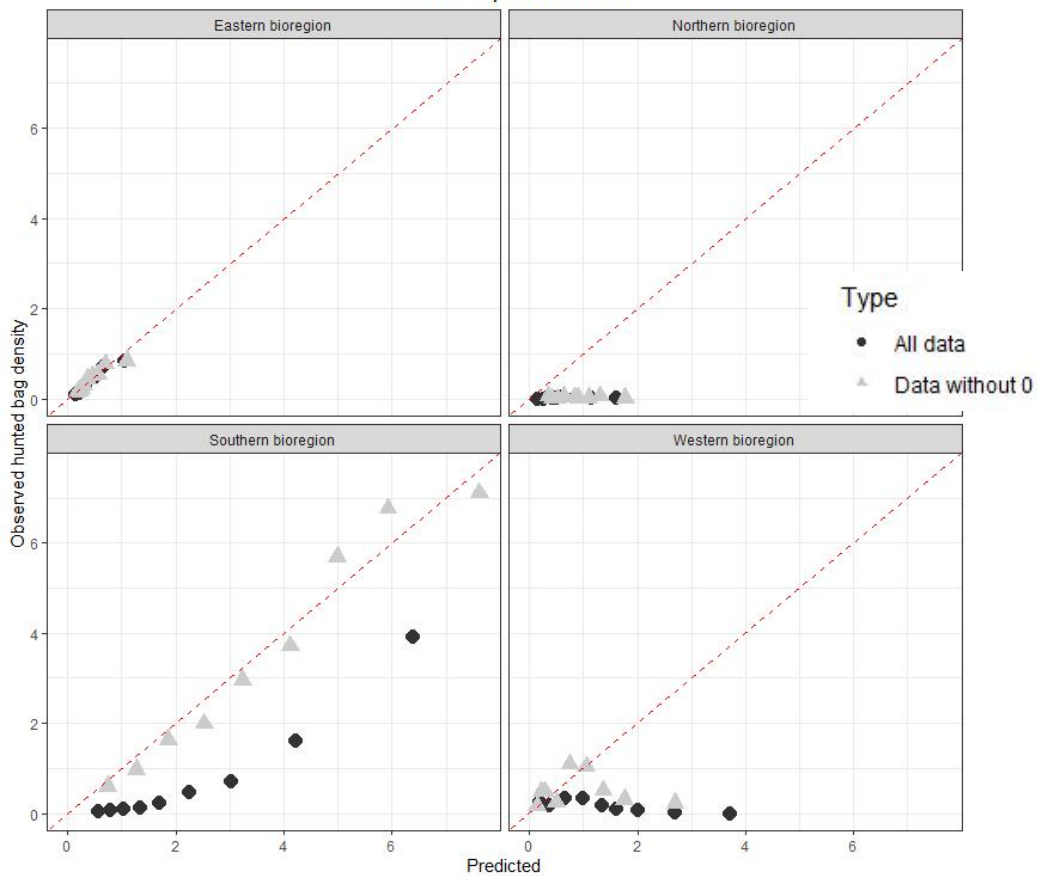 Eastern bioregion
Northern bioregion
6
4
2
0
Type
All data
Data without 0
Southern bioregion
Western bioregion
6
4
2
0
0
2
4
6
0
2
4
6
Observed hunted bag density
Predicted